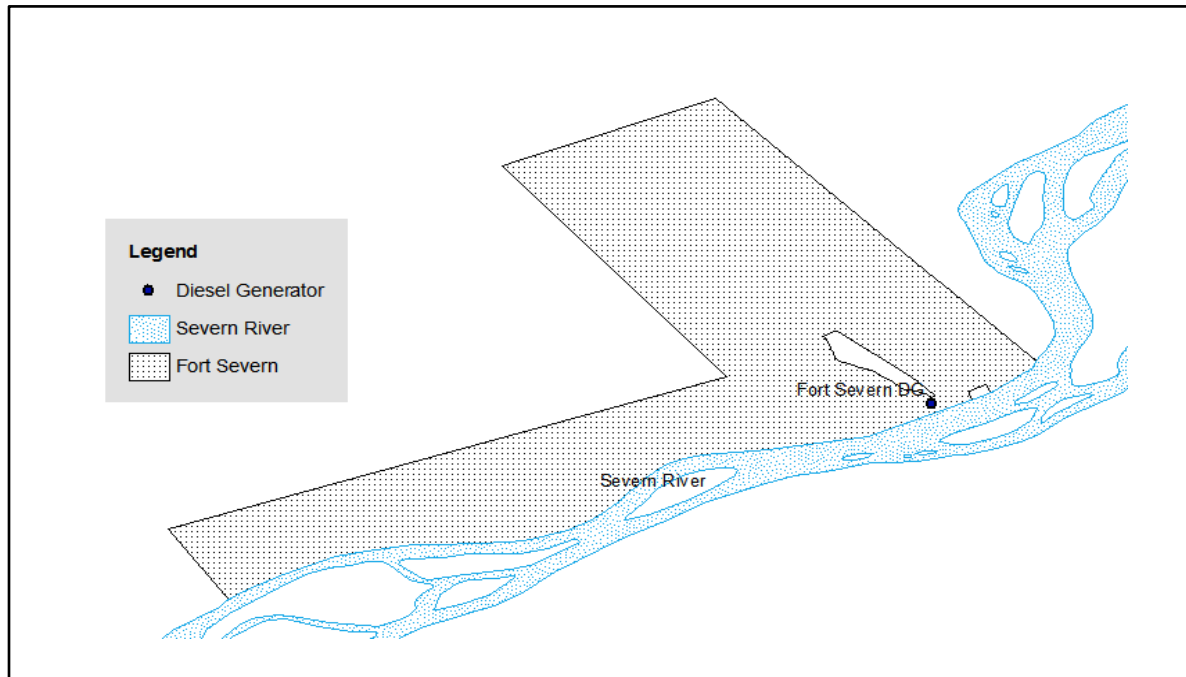 Legend
Diesel Generator
Severn River
Fort Severn
Fort Severn DG
Severn River